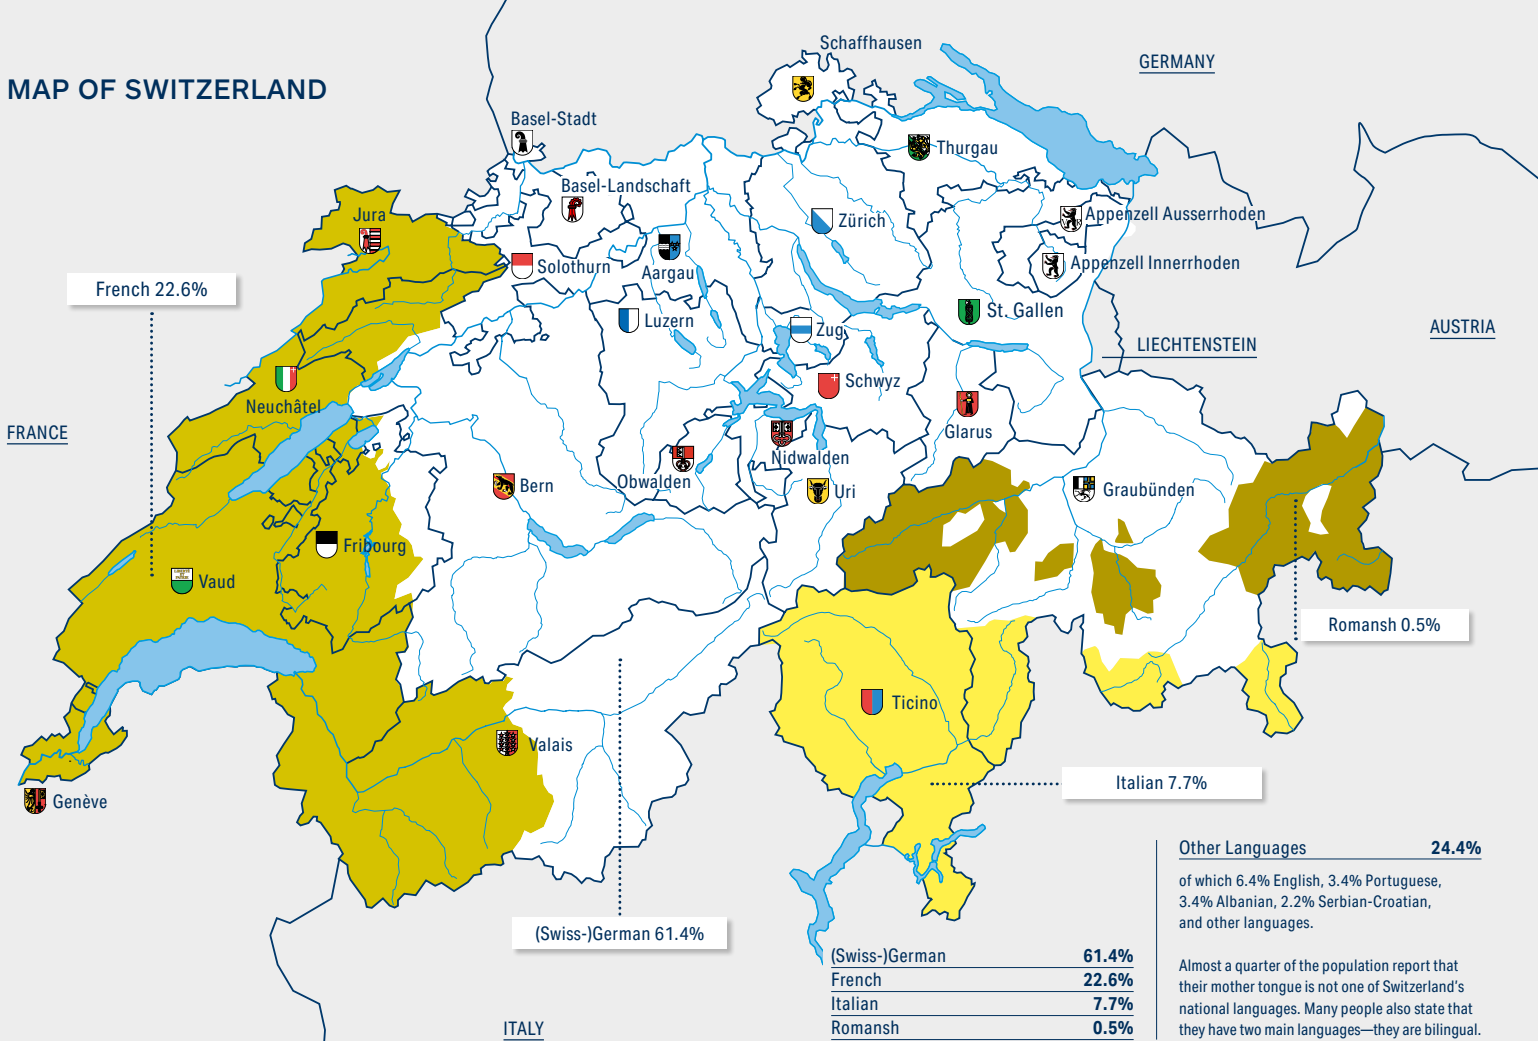 MAP OF SWITZERLAND
Schaffhausen
GERMANY
Basel-Stadt
Thurgau
Basel-Landschaft
Jura
Zürich
Appenzell Ausserrhoden
Solothurn
Aargau
Appenzell Innerrhoden
French 22.6%
Luzern
Zug
St. Gallen
AUSTRIA
LIECHTENSTEIN
Schwyz
Neuchâtel
FRANCE
Glarus
Nidwalden
Obwalden
Bern
Uri
Graubünden
Fribourg
Vaud
Romansh 0.5%
Ticino
Valais
Italian 7.7%
Genève
(Swiss-)German 61.4%
ITALY
(Swiss-)German 61.4%
French 22.6%
Italian 7.7%
Romansh 0.5%
Other Languages 24.4%
of which 6.4% English, 3.4% Portuguese,
3.4% Albanian, 2.2% Serbian-Croatian,
and other languages.
Almost a quarter of the population report that
their mother tongue is not one of Switzerland's
national languages. Many people also state that
they have two main languages—they are bilingual.